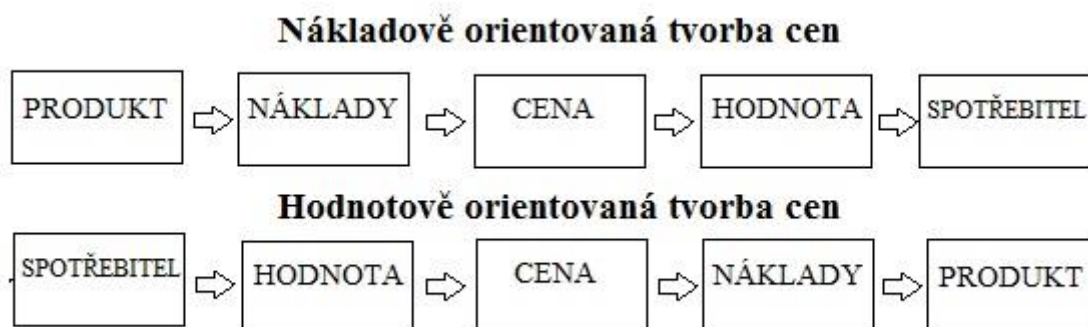 Nákladově orientovaná tvorba cen
PRODUKT NÁKLADY CENA HODNOTA SPOTŘEBITEL
Hodnotově orientovaná tvorba cen
SPOTŘEBITEL HODNOTA CENA NÁKLADY PRODUKT